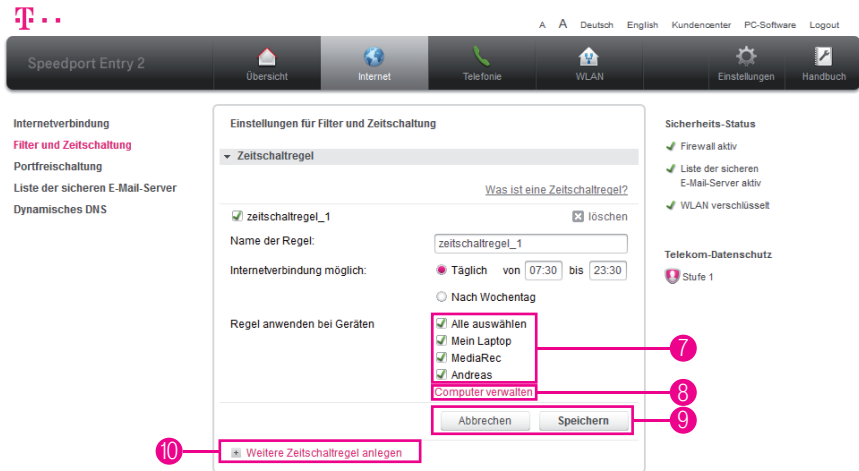 T
A A Deutsch English Kundencenter PC-Software Logout
Speedport Entry 2
Übersicht Internet Telefonie WLAN Einstellungen Handbuch
Internetverbindung
Filter und Zeitschaltung
Portfreischaltung
Liste der sicheren E-Mail-Server
Dynamisches DNS
Einstellungen für Filter und Zeitschaltung
Zeitschaltregel
Was ist eine Zeitschaltregel?
zeitschaltregel_1 löschen
Name der Regel: zeitschaltregel_1
Internetverbindung möglich: Täglich von 07:30 bis 23:30
Nach Wochentag
Regel anwenden bei Geräten Alle auswählen
Mein Laptop
MediaRec
Andreas
7
Computer verwalten 8
Abbrechen Speichern 9
10 Weitere Zeitschaltregel anlegen
Sicherheits-Status
Firewall aktiv
Liste der sicheren
E-Mail-Server aktiv
WLAN verschlüsselt
Telekom-Datenschutz
Stufe 1